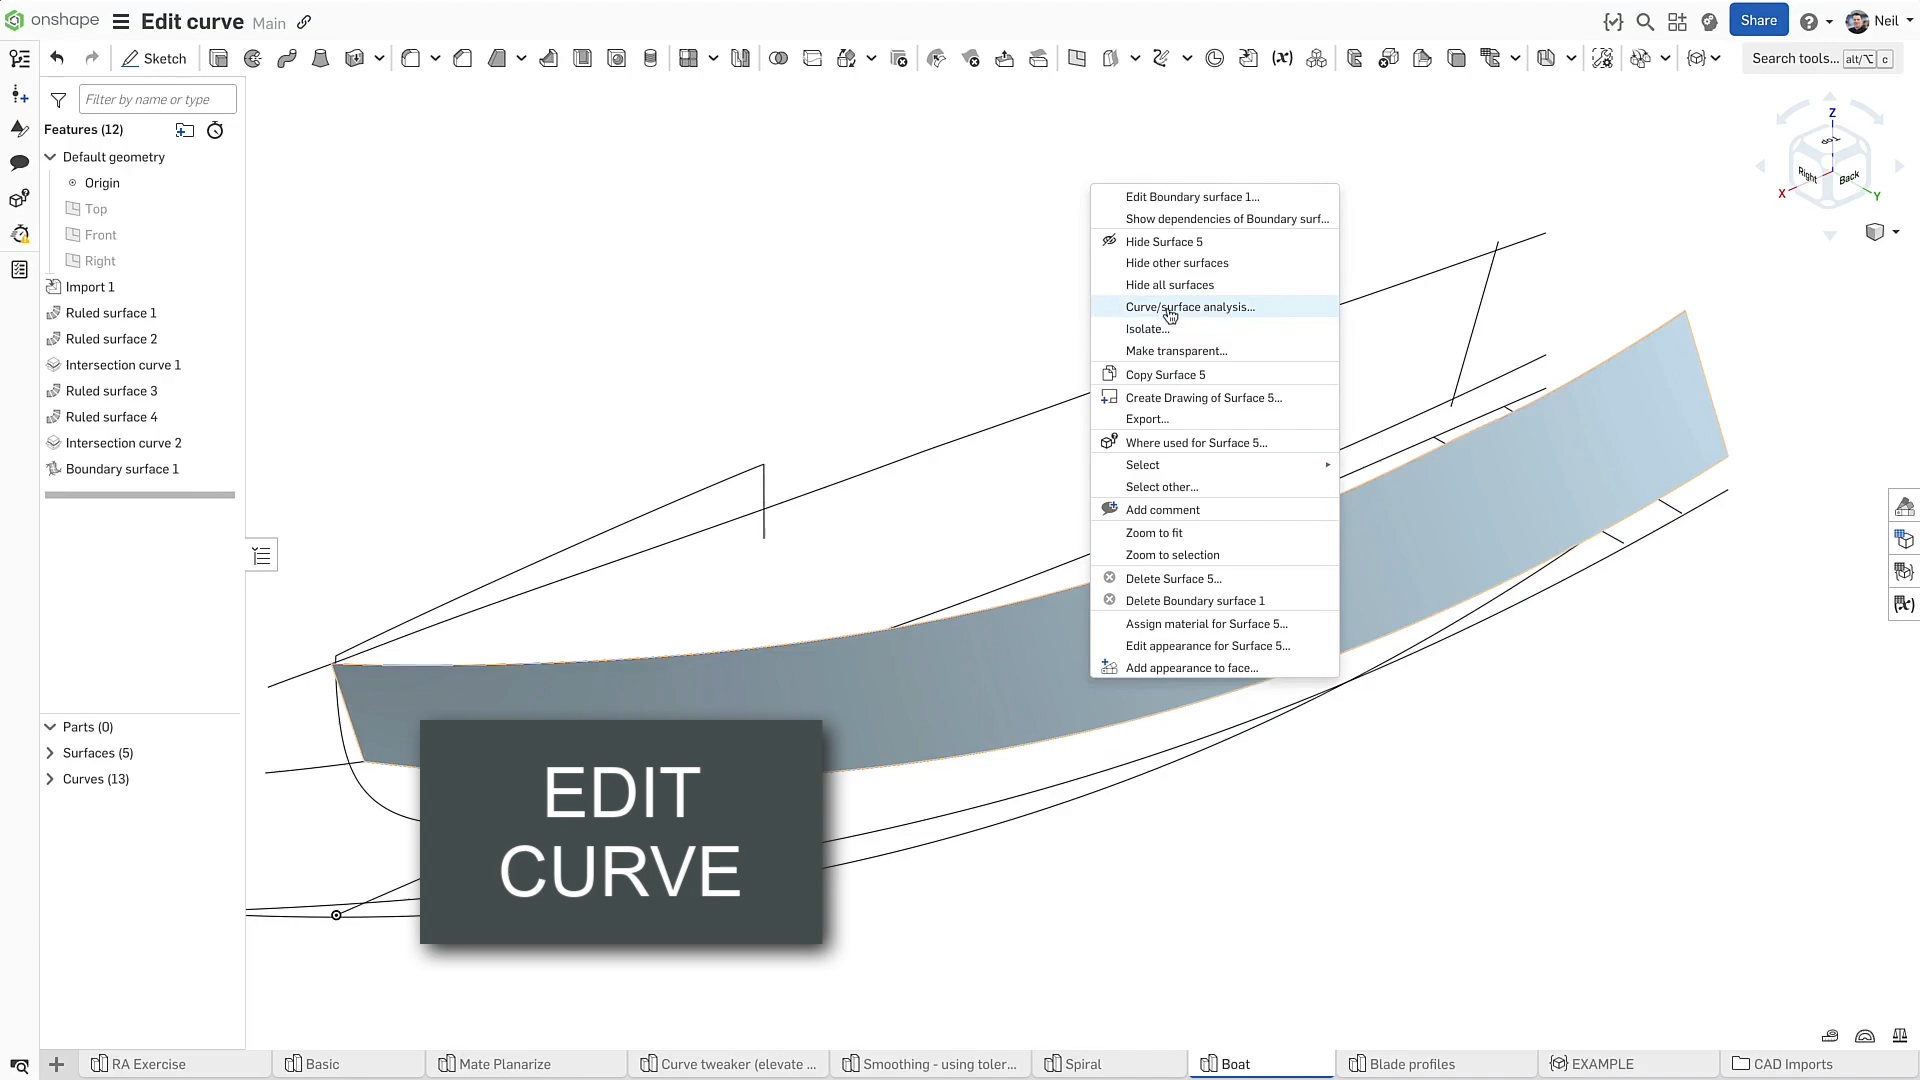 onshape
Edit curve Main
Share
Neil
Sketch
Search tools... alt/⌥ c
Filter by name or type
Features (12)
Default geometry
Origin
Top
Front
Right
Import 1
Ruled surface 1
Ruled surface 2
Intersection curve 1
Ruled surface 3
Ruled surface 4
Intersection curve 2
Boundary surface 1
Parts (0)
Surfaces (5)
Curves (13)
Edit Boundary surface 1...
Show dependencies of Boundary surf...
Hide Surface 5
Hide other surfaces
Hide all surfaces
Curve/surface analysis...
Isolate...
Make transparent...
Copy Surface 5
Create Drawing of Surface 5...
Export...
Where used for Surface 5...
Select
Select other...
Add comment
Zoom to fit
Zoom to selection
Delete Surface 5...
Delete Boundary surface 1
Assign material for Surface 5...
Edit appearance for Surface 5...
Add appearance to face...
Z
Top
Right
Back
X
Y
EDIT
CURVE
RA Exercise
Basic
Mate Planarize
Curve tweaker (elevate ...
Smoothing - using toler...
Spiral
Boat
Blade profiles
EXAMPLE
CAD Imports